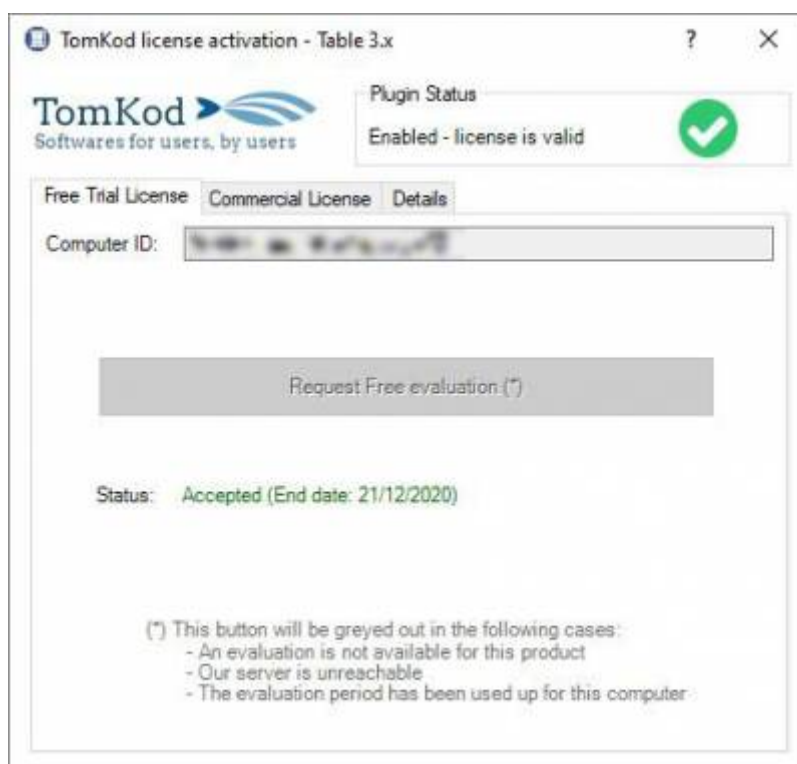 TomKod license activation - Table 3.x
?
TomKod
Softwares for users, by users
Plugin Status
Enabled - license is valid
Free Trial License
Commercial License
Details
Computer ID:
Request Free evaluation (*)
Status: Accepted (End date: 21/12/2020)
(*) This button will be greyed out in the following cases:
- An evaluation is not available for this product
- Our server is unreachable
- The evaluation period has been used up for this computer